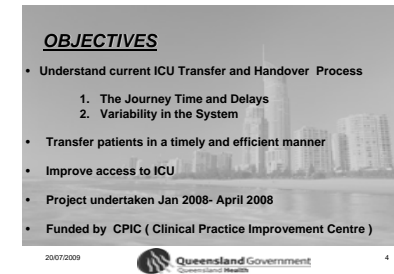 OBJECTIVES
• Understand current ICU Transfer and Handover Process
1. The Journey Time and Delays
2. Variability in the System
• Transfer patients in a timely and efficient manner
• Improve access to ICU
• Project undertaken Jan 2008- April 2008
• Funded by CPIC ( Clinical Practice Improvement Centre )
20/07/2009
Queensland Government
Queensland Health
4